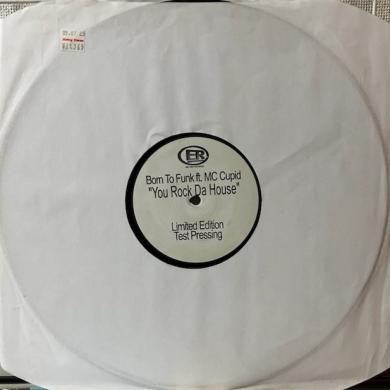 ER
Born To Funk ft. MC Cupid
"You Rock Da House"
Limited Edition
Test Pressing